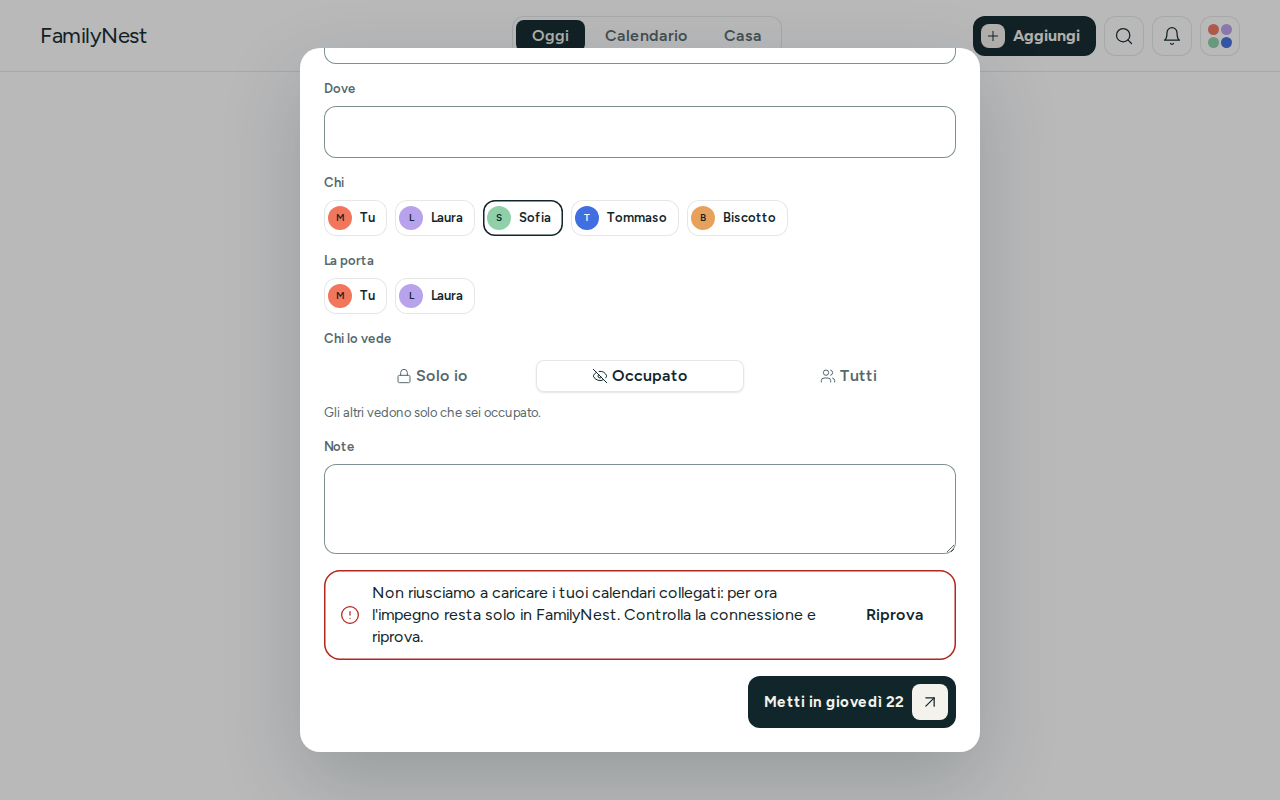 FamilyNest
Oggi
Calendario
Casa
Aggiungi
Dove
Chi
M Tu
L Laura
S Sofia
T Tommaso
B Biscotto
La porta
M Tu
L Laura
Chi lo vede
Solo io
Occupato
Tutti
Gli altri vedono solo che sei occupato.
Note
Non riusciamo a caricare i tuoi calendari collegati: per ora
l'impegno resta solo in FamilyNest. Controlla la connessione e
riprova.
Riprova
Metti in giovedì 22